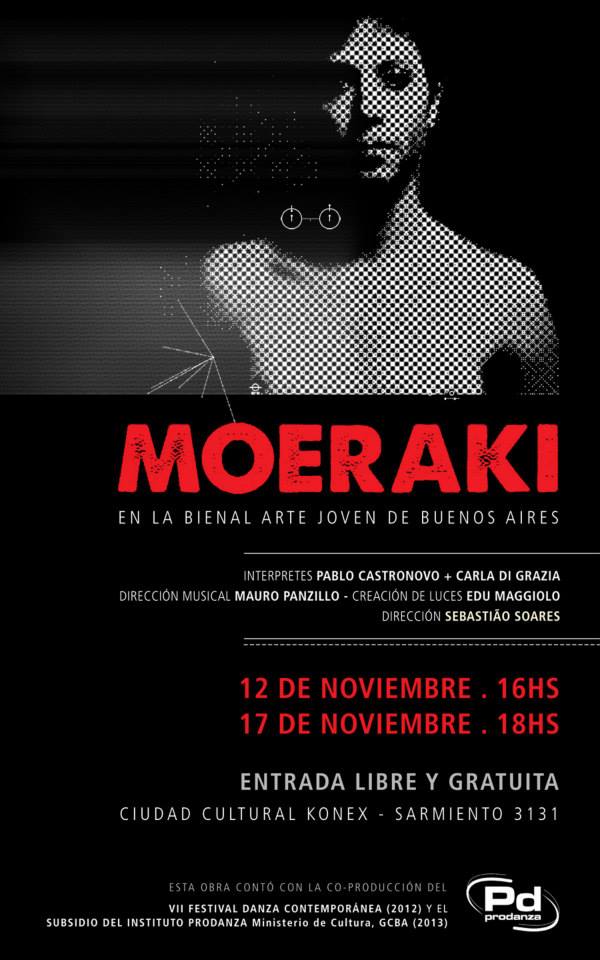 MOERAKI
EN LA BIENAL ARTE JOVEN DE BUENOS AIRES
INTERPRETES PABLO CASTRONOVO + CARLA DI GRAZIA
DIRECCIÓN MUSICAL MAURO PANZILLO - CREACIÓN DE LUCES EDU MAGGIOLO
DIRECCIÓN SEBASTIÃO SOARES
12 DE NOVIEMBRE . 16HS
17 DE NOVIEMBRE . 18HS
ENTRADA LIBRE Y GRATUITA
CIUDAD CULTURAL KONEX - SARMIENTO 3131
ESTA OBRA CONTÓ CON LA CO-PRODUCCIÓN DEL
VII FESTIVAL DANZA CONTEMPORÁNEA (2012) Y EL
SUBSIDIO DEL INSTITUTO PRODANZA Ministerio de Cultura, GCBA (2013)
Pd
prodanza